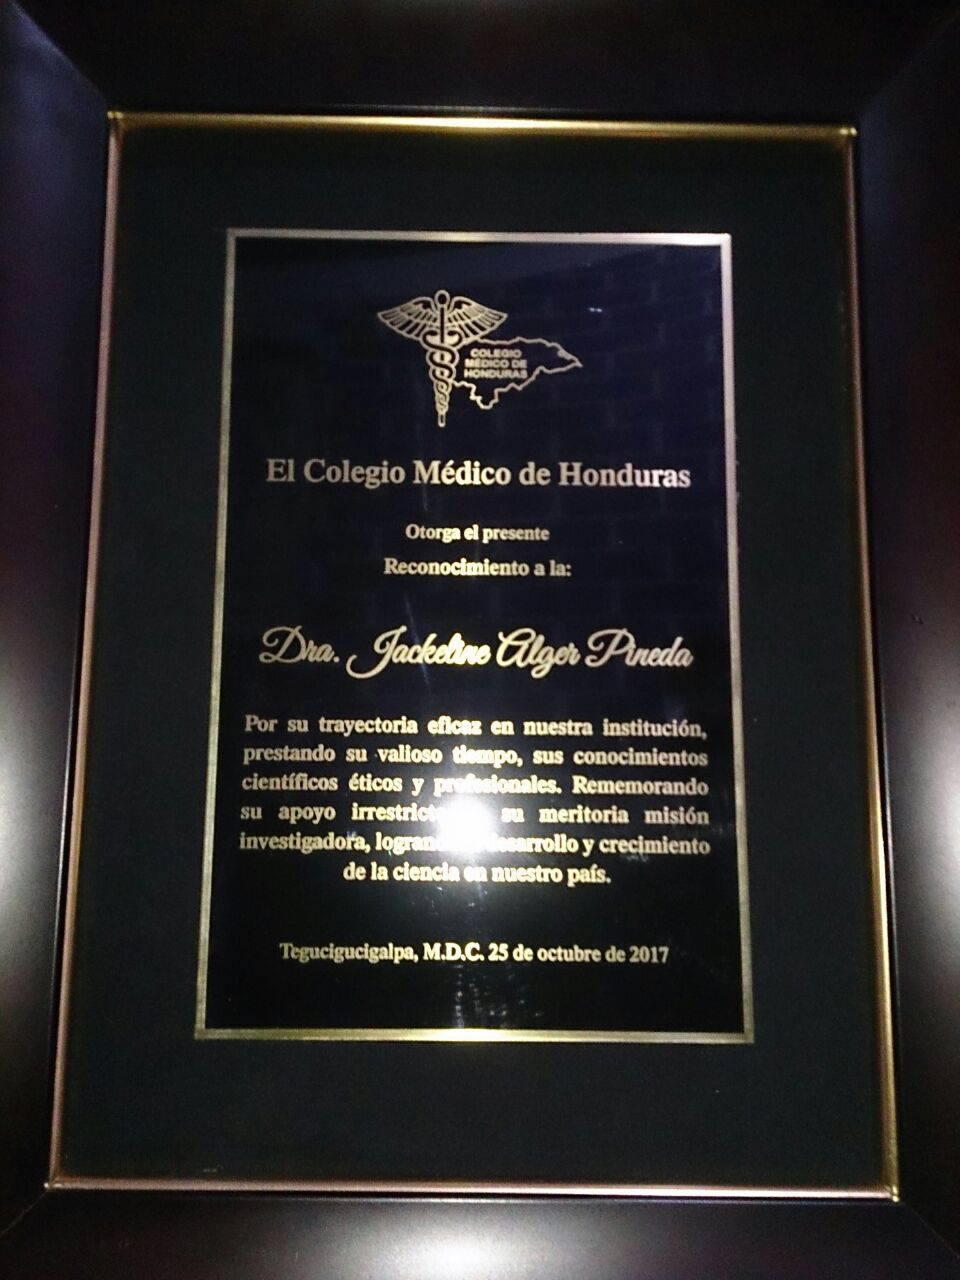 COLEGIO
MÉDICO DE
HONDURAS
El Colegio Médico de Honduras
Otorga el presente
Reconocimiento a la:
Dra. Jackeline Alger Pineda
Por su trayectoria eficaz en nuestra institución,
prestando su valioso tiempo, sus conocimientos
científicos éticos y profesionales. Rememorando
su apoyo su meritoria misión
investigadora, desarrollo y crecimiento
de la ciencia en nuestro país.
Tegucigucigalpa, M.D.C. 25 de octubre de 2017